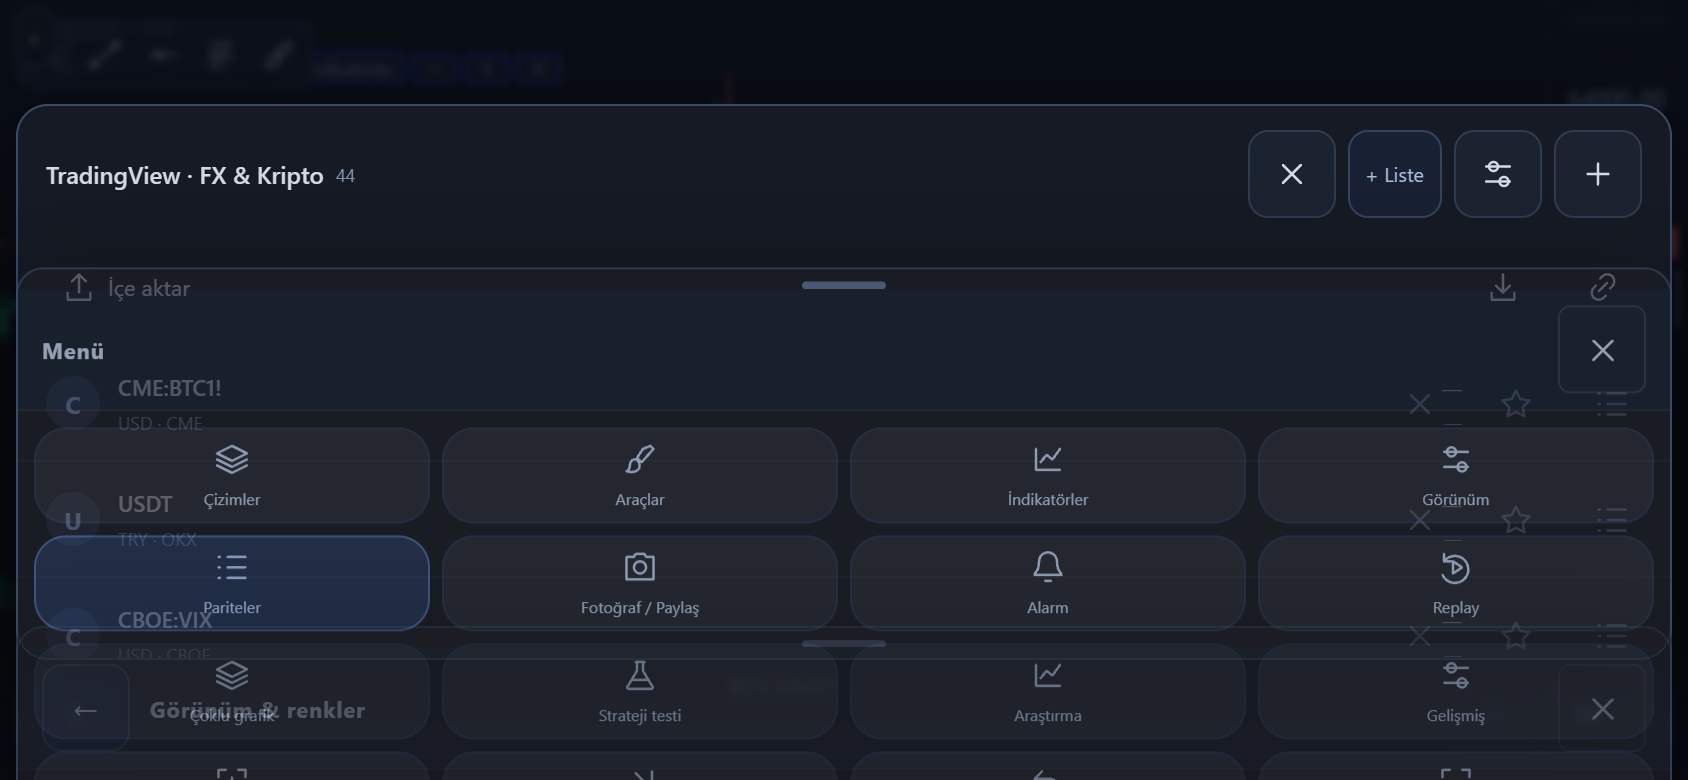 TradingView · FX & Kripto 44
+ Liste
İçe aktar
Menü
CME:BTC1!
C
USD · CME
Çizimler
Araçlar
İndikatörler
Görünüm
USDT
U
TRY · OKX
Pariteler
Fotoğraf / Paylaş
Alarm
Replay
CBOE:VIX
C
USD · CBOE
Çoklu grafik
Strateji testi
Araştırma
Gelişmiş
Görünüm & renkler